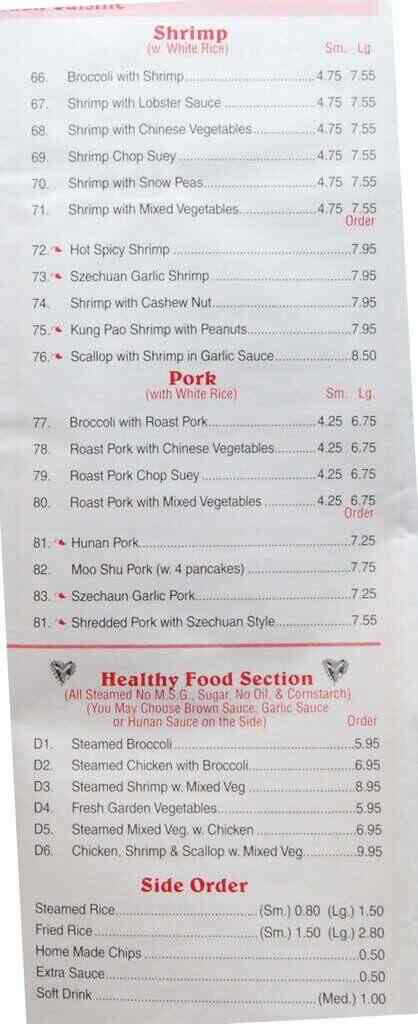 Cuisine
Shrimp
(w. White Rice) Sm. Lg.
66. Broccoli with Shrimp 4.75 7.55
67. Shrimp with Lobster Sauce 4.75 7.55
68. Shrimp with Chinese Vegetables 4.75 7.55
69. Shrimp Chop Suey 4.75 7.55
70. Shrimp with Snow Peas 4.75 7.55
71. Shrimp with Mixed Vegetables 4.75 7.55
Order
72. Hot Spicy Shrimp 7.95
73. Szechuan Garlic Shrimp 7.95
74. Shrimp with Cashew Nut 7.95
75. Kung Pao Shrimp with Peanuts 7.95
76. Scallop with Shrimp in Garlic Sauce 8.50
Pork
(with White Rice) Sm. Lg.
77. Broccoli with Roast Pork 4.25 6.75
78. Roast Pork with Chinese Vegetables 4.25 6.75
79. Roast Pork Chop Suey 4.25 6.75
80. Roast Pork with Mixed Vegetables 4.25 6.75
Order
81. Hunan Pork 7.25
82. Moo Shu Pork (w. 4 pancakes) 7.75
83. Szechaun Garlic Pork 7.25
81. Shredded Pork with Szechuan Style 7.55
Healthy Food Section
(All Steamed No M.S.G., Sugar, No Oil, & Cornstarch)
(You May Choose Brown Sauce, Garlic Sauce
or Hunan Sauce on the Side) Order
D1. Steamed Broccoli 5.95
D2. Steamed Chicken with Broccoli 6.95
D3. Steamed Shrimp w. Mixed Veg 8.95
D4. Fresh Garden Vegetables 5.95
D5. Steamed Mixed Veg. w. Chicken 6.95
D6. Chicken, Shrimp & Scallop w. Mixed Veg. 9.95
Side Order
Steamed Rice (Sm.) 0.80 (Lg.) 1.50
Fried Rice (Sm.) 1.50 (Lg.) 2.80
Home Made Chips 0.50
Extra Sauce 0.50
Soft Drink (Med.) 1.00